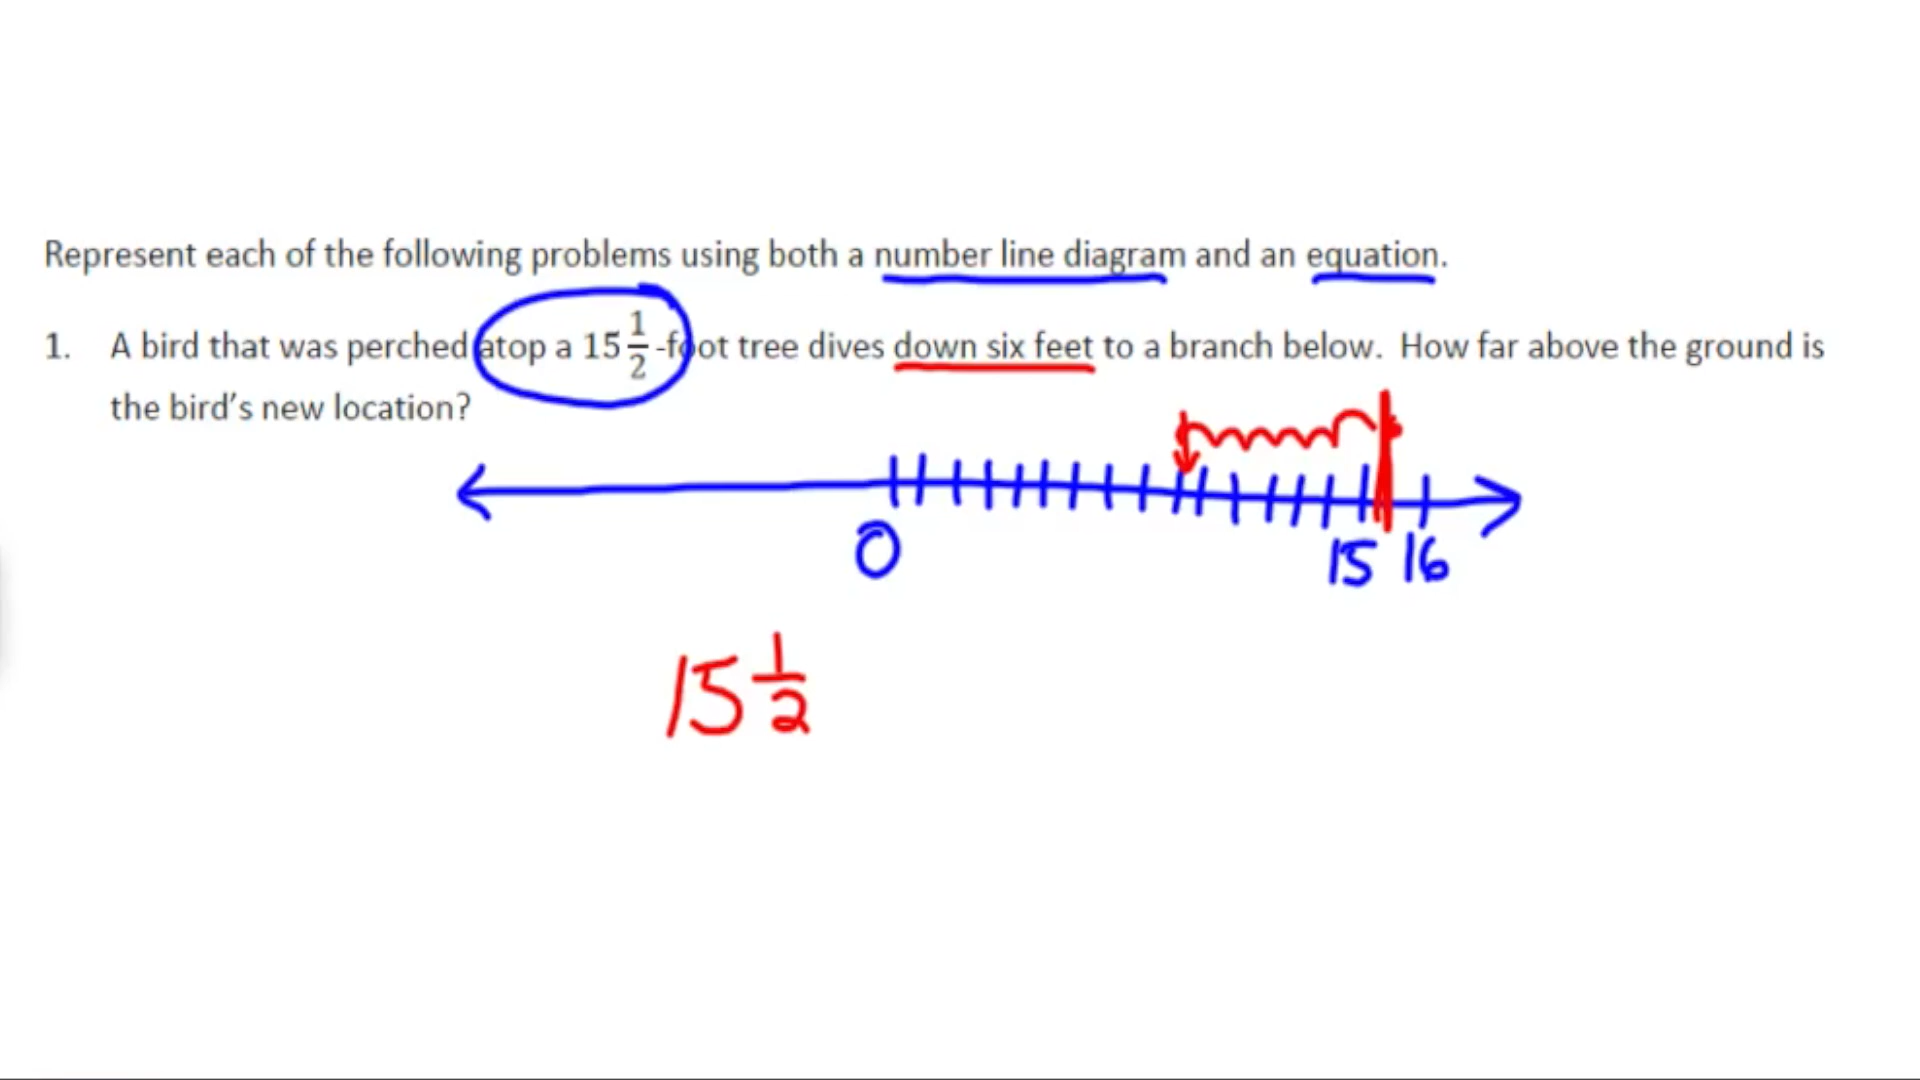 Represent each of the following problems using both a number line diagram and an equation.
1. A bird that was perched atop a 15 1/2 -foot tree dives down six feet to a branch below. How far above the ground is
the bird's new location?
0 15 16
15 1/2